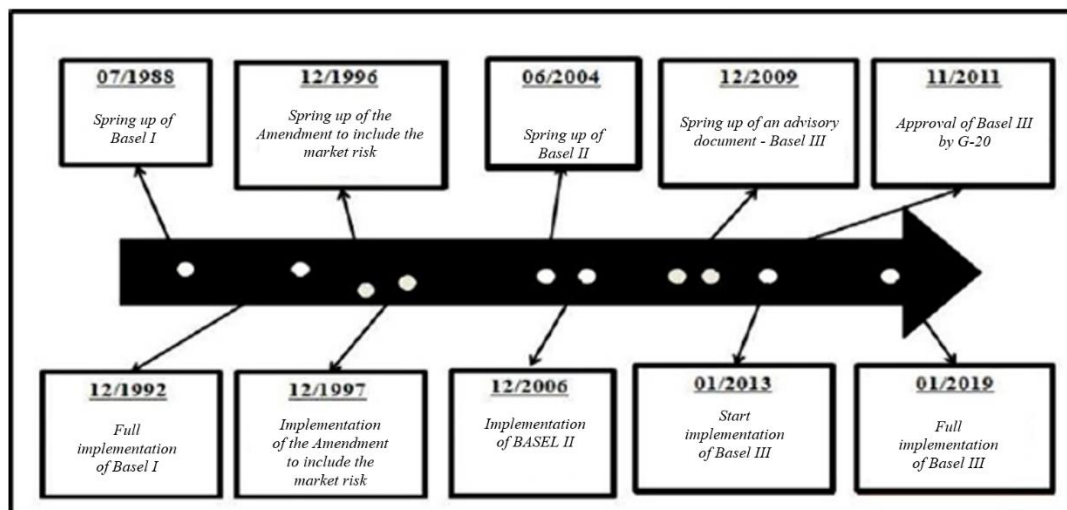 07/1988
Spring up of
Basel I
12/1996
Spring up of the
Amendment to include the
market risk
06/2004
Spring up of
Basel II
12/2009
Spring up of an advisory
document - Basel III
11/2011
Approval of Basel III
by G-20
12/1992
Full
implementation
of Basel I
12/1997
Implementation
of the Amendment
to include the
market risk
12/2006
Implementation
of BASEL II
01/2013
Start
implementation
of Basel III
01/2019
Full
implementation
of Basel III